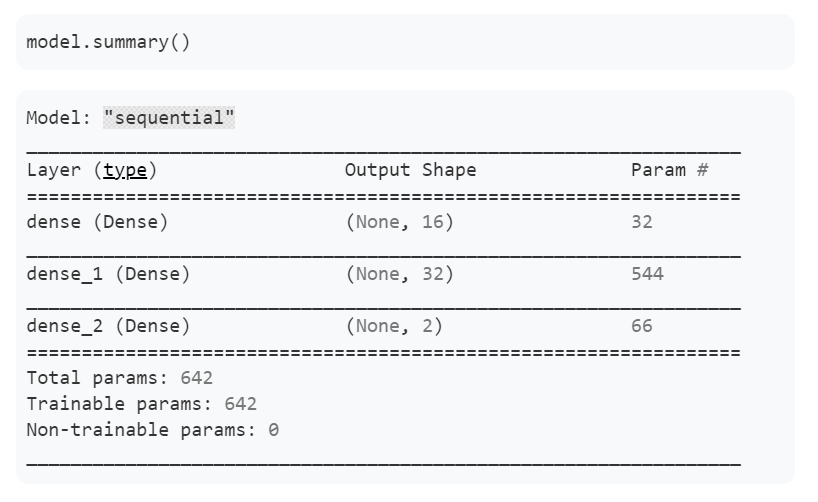 model.summary()
Model: "sequential"
_________________________________________________________________
Layer (type)                 Output Shape              Param #
=================================================================
dense (Dense)                (None, 16)                32
_________________________________________________________________
dense_1 (Dense)              (None, 32)                544
_________________________________________________________________
dense_2 (Dense)              (None, 2)                 66
=================================================================
Total params: 642
Trainable params: 642
Non-trainable params: 0
_________________________________________________________________